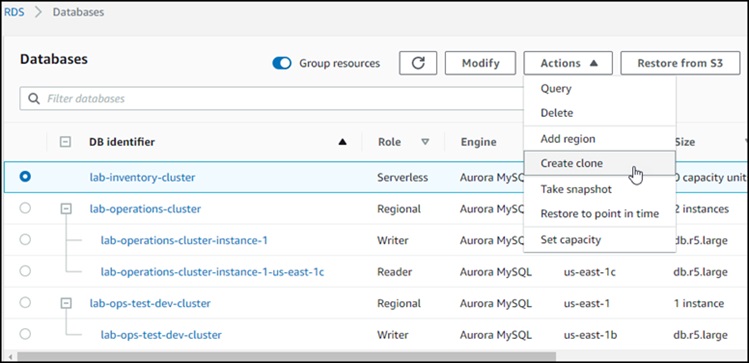 RDS > Databases
Databases Group resources Modify Actions Restore from S3
Query
Filter databases
Delete
Add region
DB identifier Role Engine Size
Create clone
lab-inventory-cluster Serverless Aurora MySQL 0 capacity unit
Take snapshot
lab-operations-cluster Regional Aurora MySQL 2 instances
Restore to point in time
lab-operations-cluster-instance-1 Writer Aurora MySQL db.r5.large
Set capacity
lab-operations-cluster-instance-1-us-east-1c Reader Aurora MySQL us-east-1c db.r5.large
lab-ops-test-dev-cluster Regional Aurora MySQL us-east-1 1 instance
lab-ops-test-dev-cluster Writer Aurora MySQL us-east-1b db.r5.large